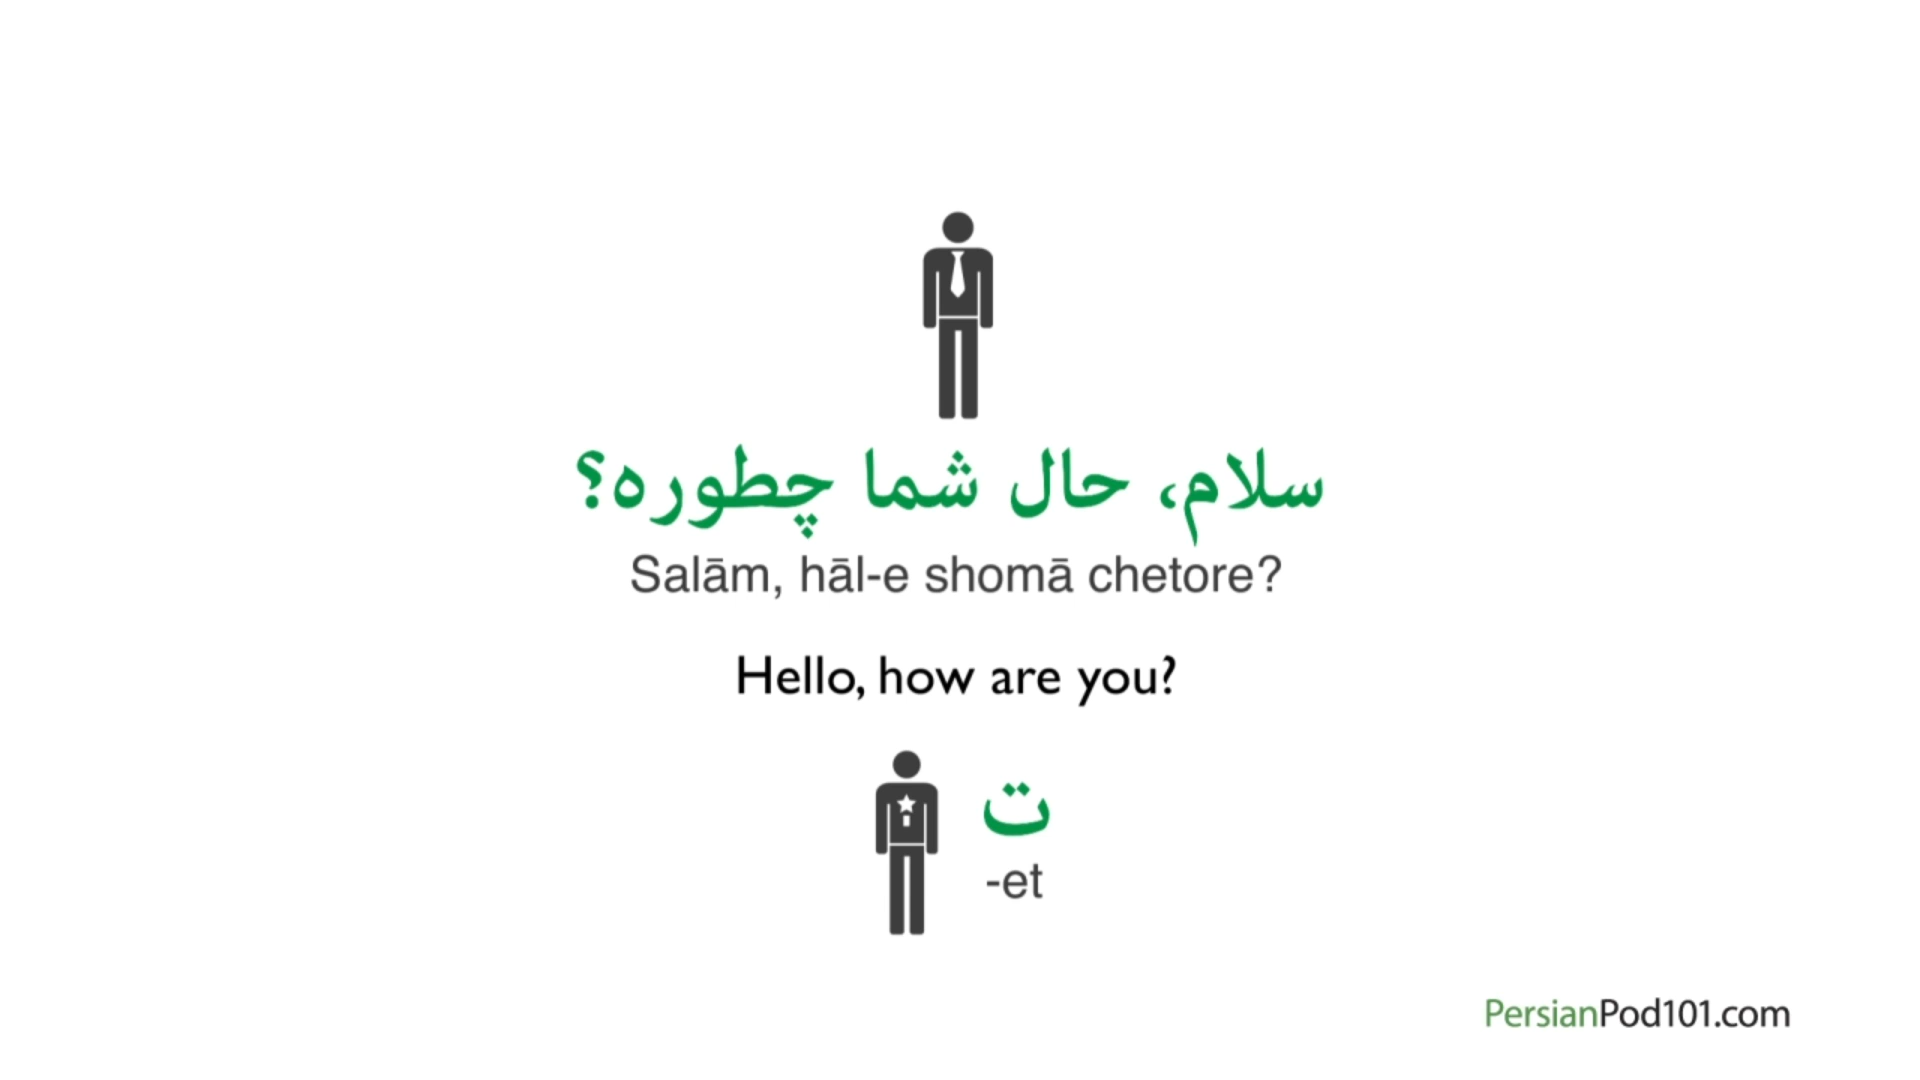 سلام، حال شما چطوره؟
Salām, hāl-e shomā chetore?
Hello, how are you?
ت
-et
PersianPod101.com